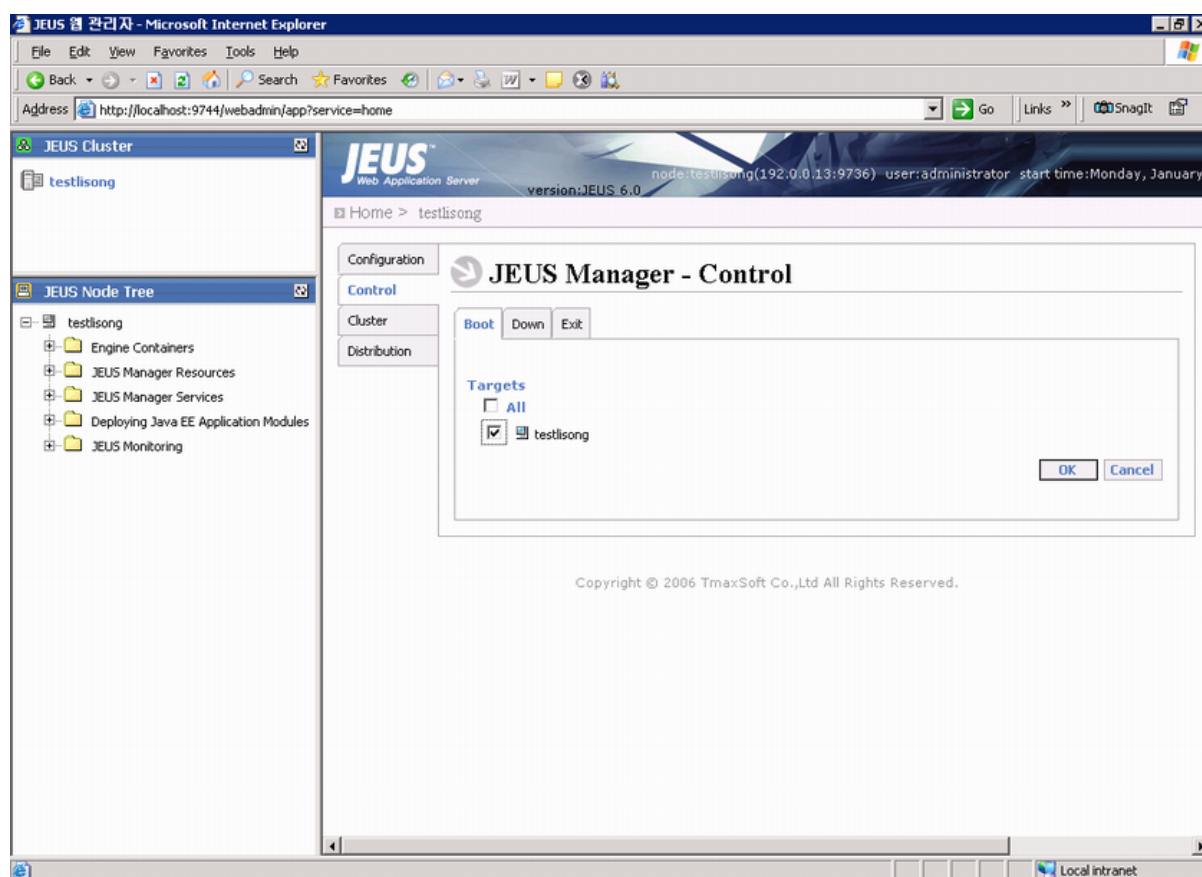 JEUS 웹 관리자 - Microsoft Internet Explorer
File Edit View Favorites Tools Help
Back Search Favorites
Address http://localhost:9744/webadmin/app?service=home Go Links » SnagIt
JEUS Cluster
testlisong
JEUS Node Tree
testlisong
Engine Containers
JEUS Manager Resources
JEUS Manager Services
Deploying Java EE Application Modules
JEUS Monitoring
JEUS™
Web Application Server
version:JEUS 6.0
node:testlisong(192.0.0.13:9736) user:administrator start time:Monday, January
Home > testlisong
Configuration
Control
Cluster
Distribution
JEUS Manager - Control
Boot Down Exit
Targets
All
testlisong
OK Cancel
Copyright © 2006 TmaxSoft Co.,Ltd All Rights Reserved.
Local intranet